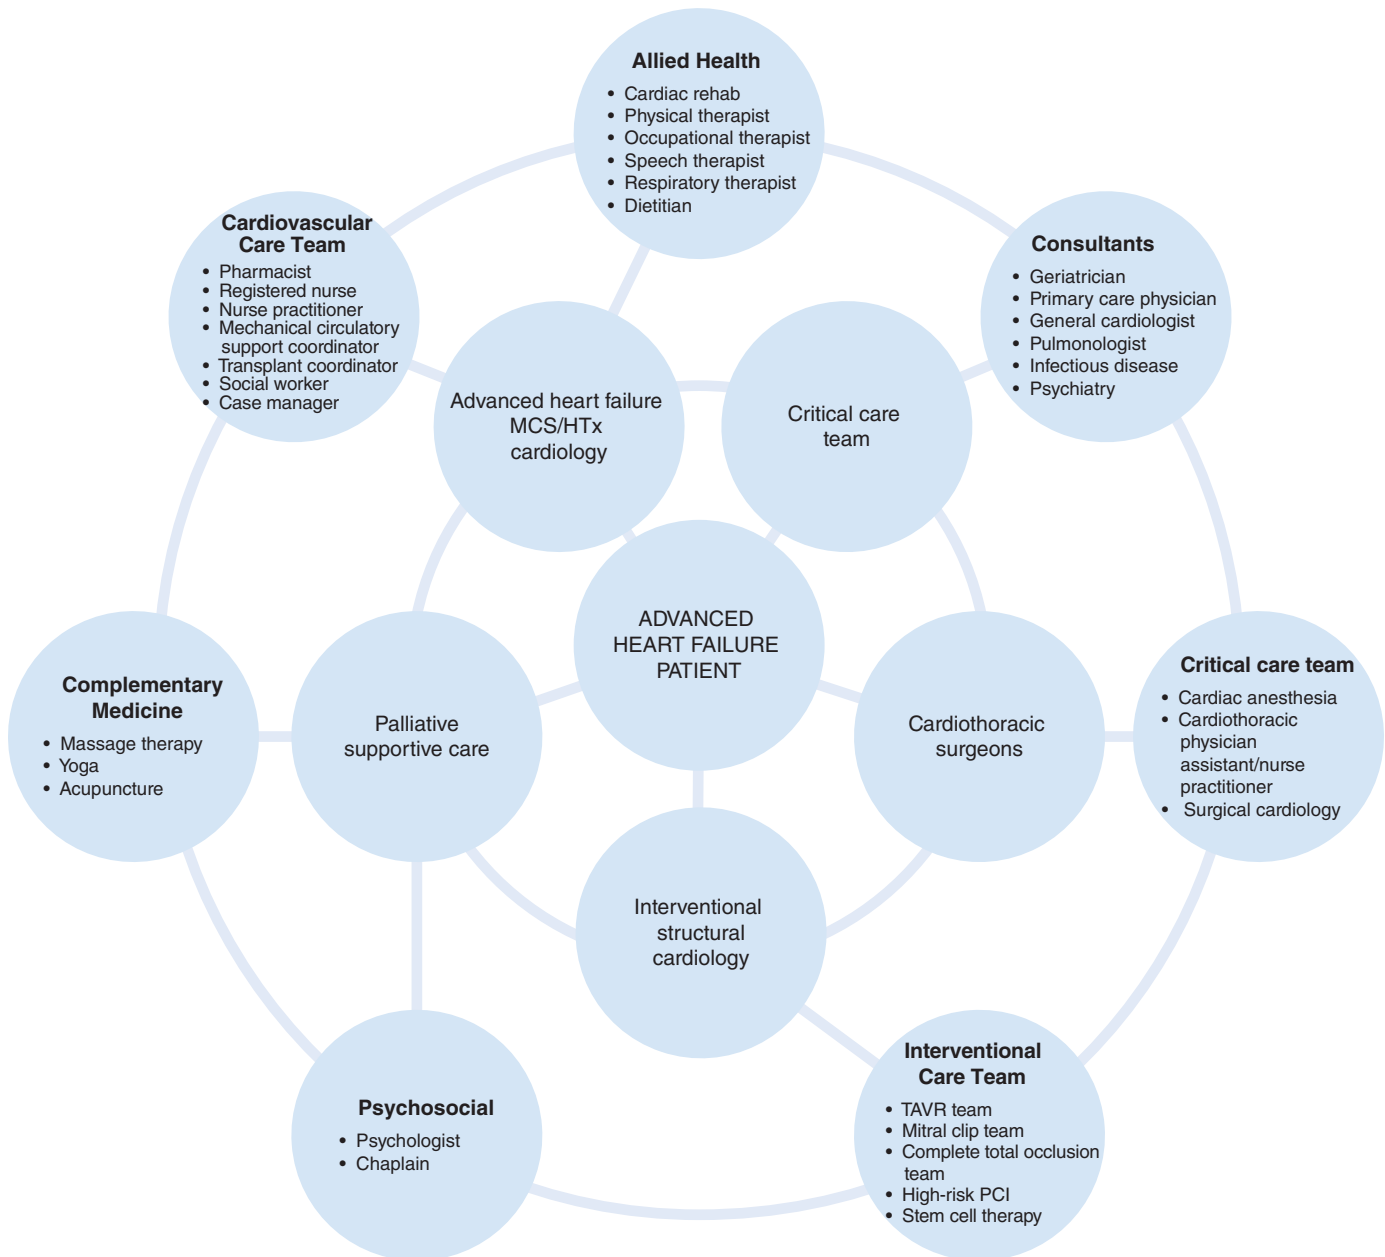 Allied Health
• Cardiac rehab
• Physical therapist
• Occupational therapist
• Speech therapist
• Respiratory therapist
• Dietitian
Cardiovascular
Care Team
• Pharmacist
• Registered nurse
• Nurse practitioner
• Mechanical circulatory
support coordinator
• Transplant coordinator
• Social worker
• Case manager
Consultants
• Geriatrician
• Primary care physician
• General cardiologist
• Pulmonologist
• Infectious disease
• Psychiatry
Advanced heart failure
MCS/HTx
cardiology
Critical care
team
ADVANCED
HEART FAILURE
PATIENT
Complementary
Medicine
• Massage therapy
• Yoga
• Acupuncture
Palliative
supportive care
Cardiothoracic
surgeons
Critical care team
• Cardiac anesthesia
• Cardiothoracic
physician
assistant/nurse
practitioner
• Surgical cardiology
Interventional
structural
cardiology
Psychosocial
• Psychologist
• Chaplain
Interventional
Care Team
• TAVR team
• Mitral clip team
• Complete total occlusion
team
• High-risk PCI
• Stem cell therapy